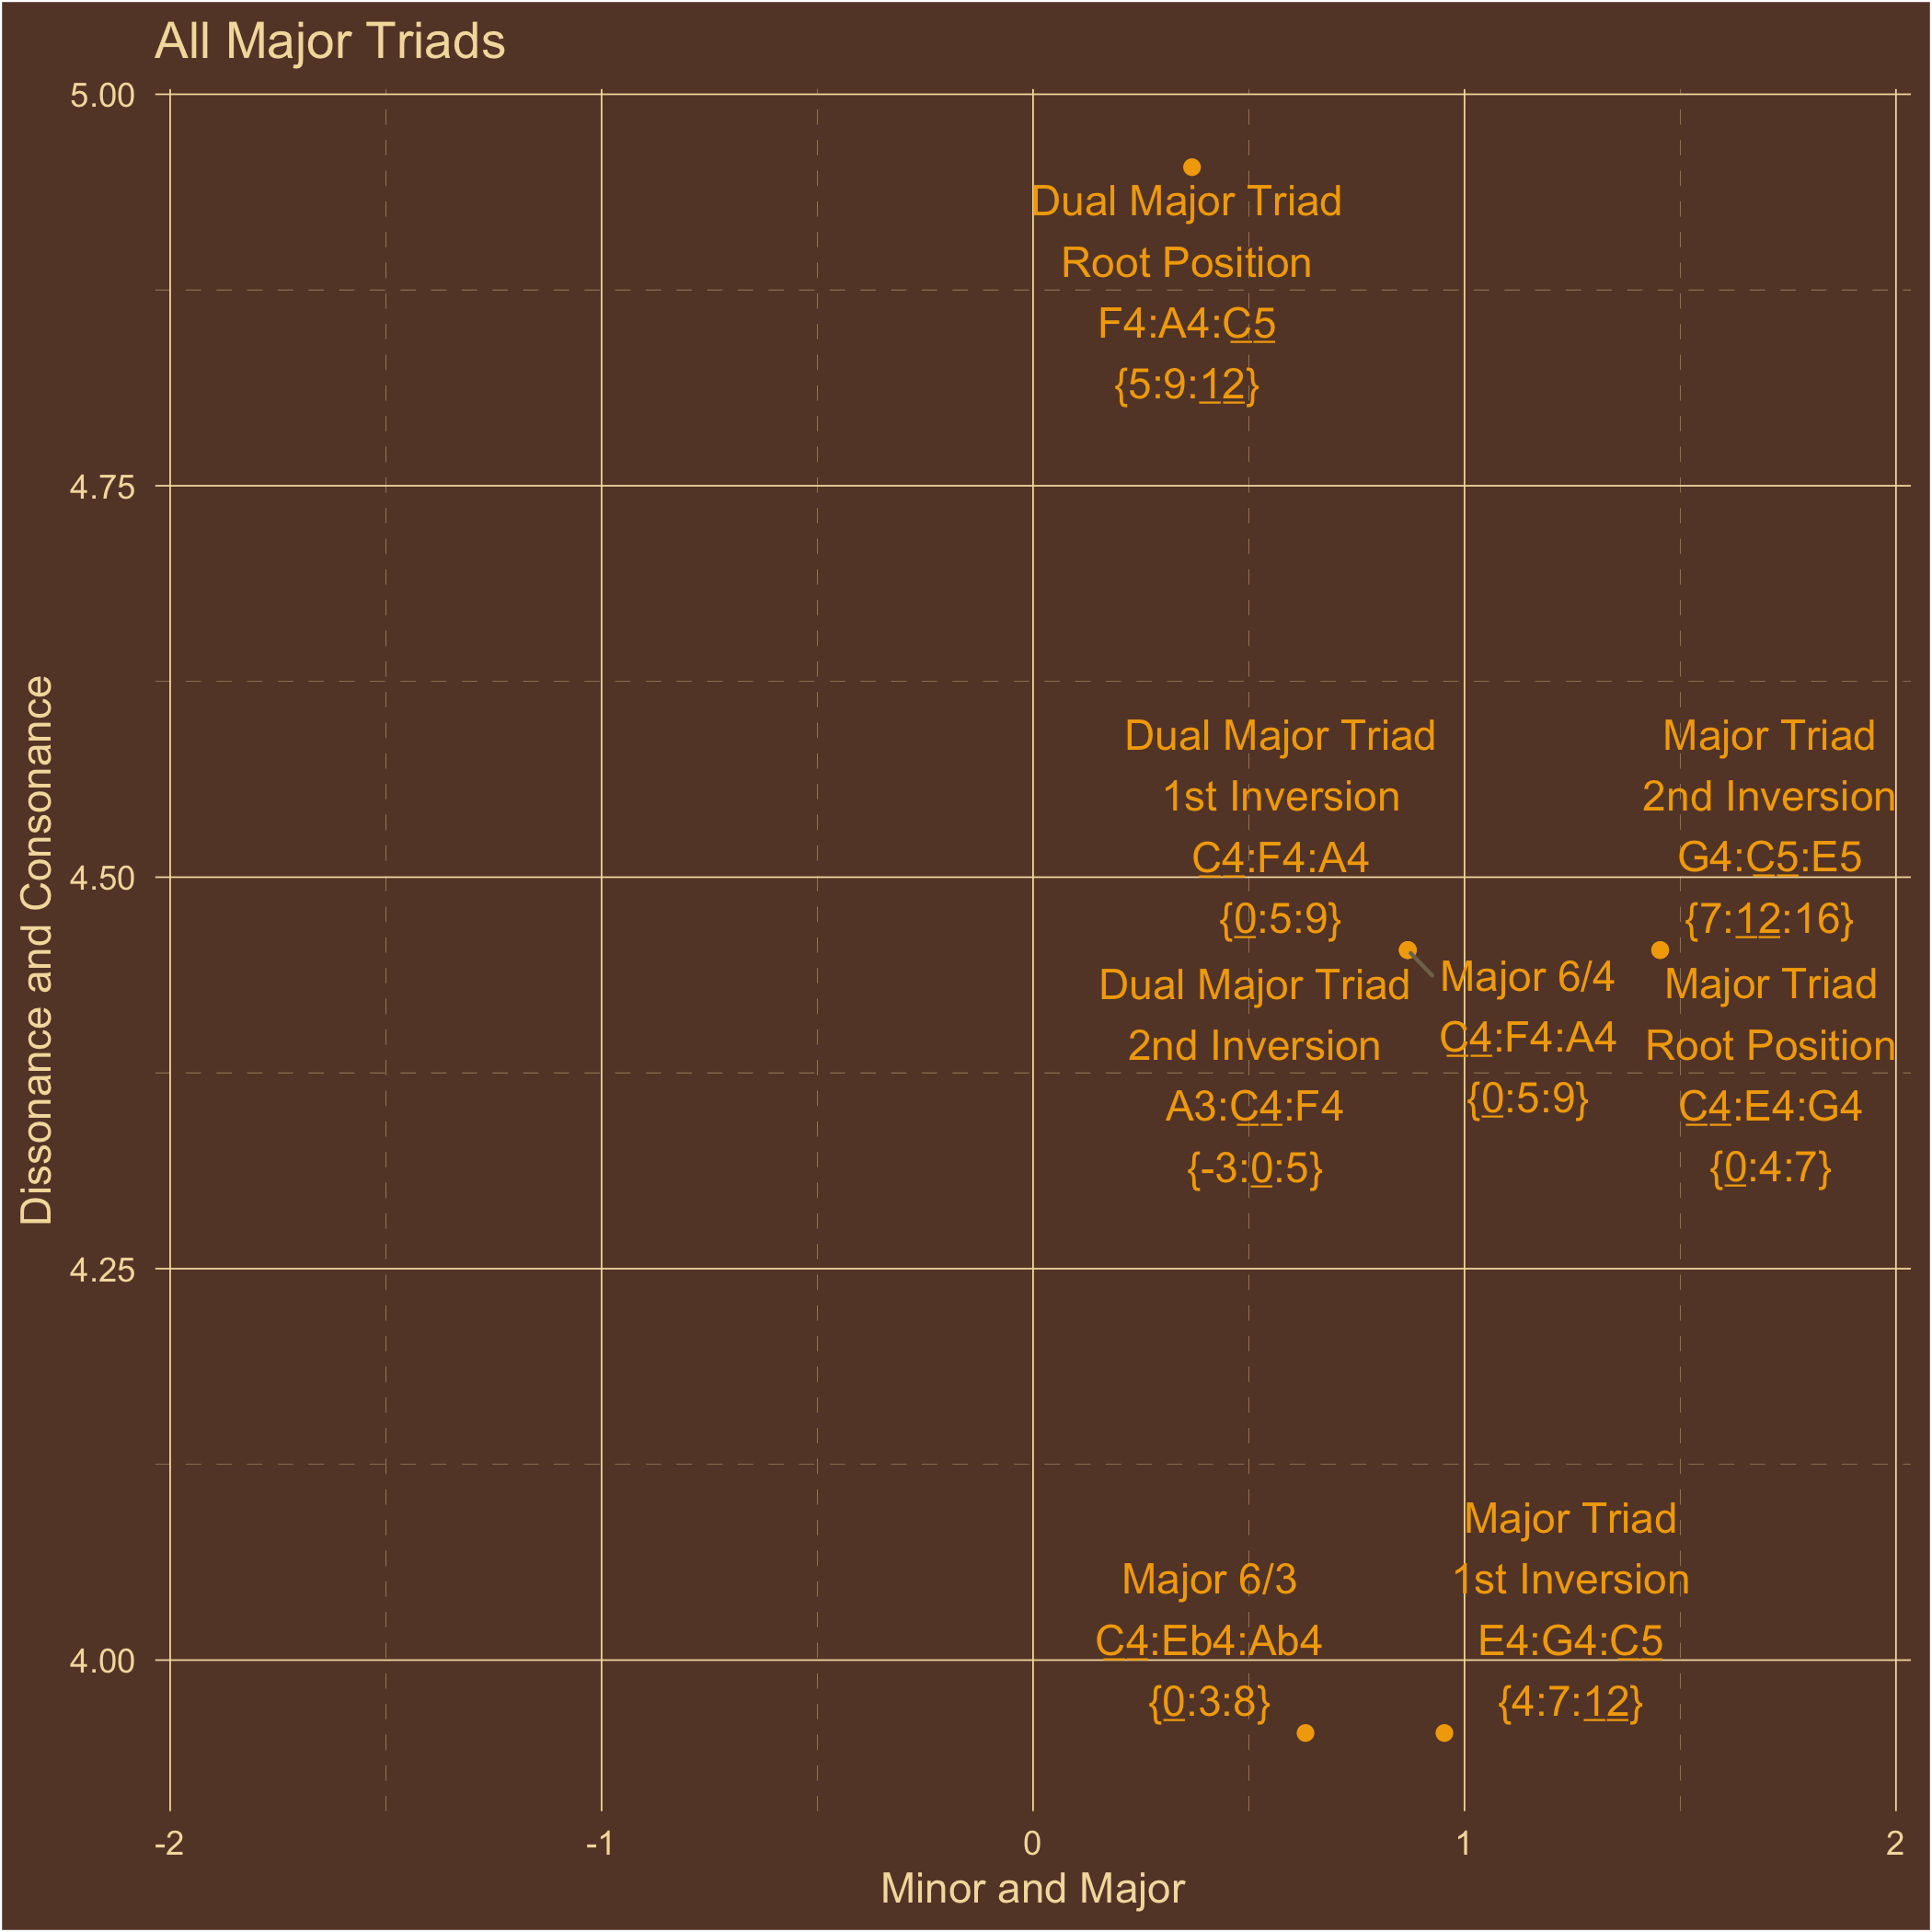 All Major Triads
5.00
4.75
4.50
4.25
4.00
Dissonance and Consonance
Dual Major Triad
Root Position
F4:A4:C5
{5:9:12}
Dual Major Triad
1st Inversion
C4:F4:A4
{0:5:9}
Major Triad
2nd Inversion
G4:C5:E5
{7:12:16}
Dual Major Triad
2nd Inversion
A3:C4:F4
{-3:0:5}
Major 6/4
C4:F4:A4
{0:5:9}
Major Triad
Root Position
C4:E4:G4
{0:4:7}
Major 6/3
C4:Eb4:Ab4
{0:3:8}
Major Triad
1st Inversion
E4:G4:C5
{4:7:12}
-2
-1
0
1
2
Minor and Major